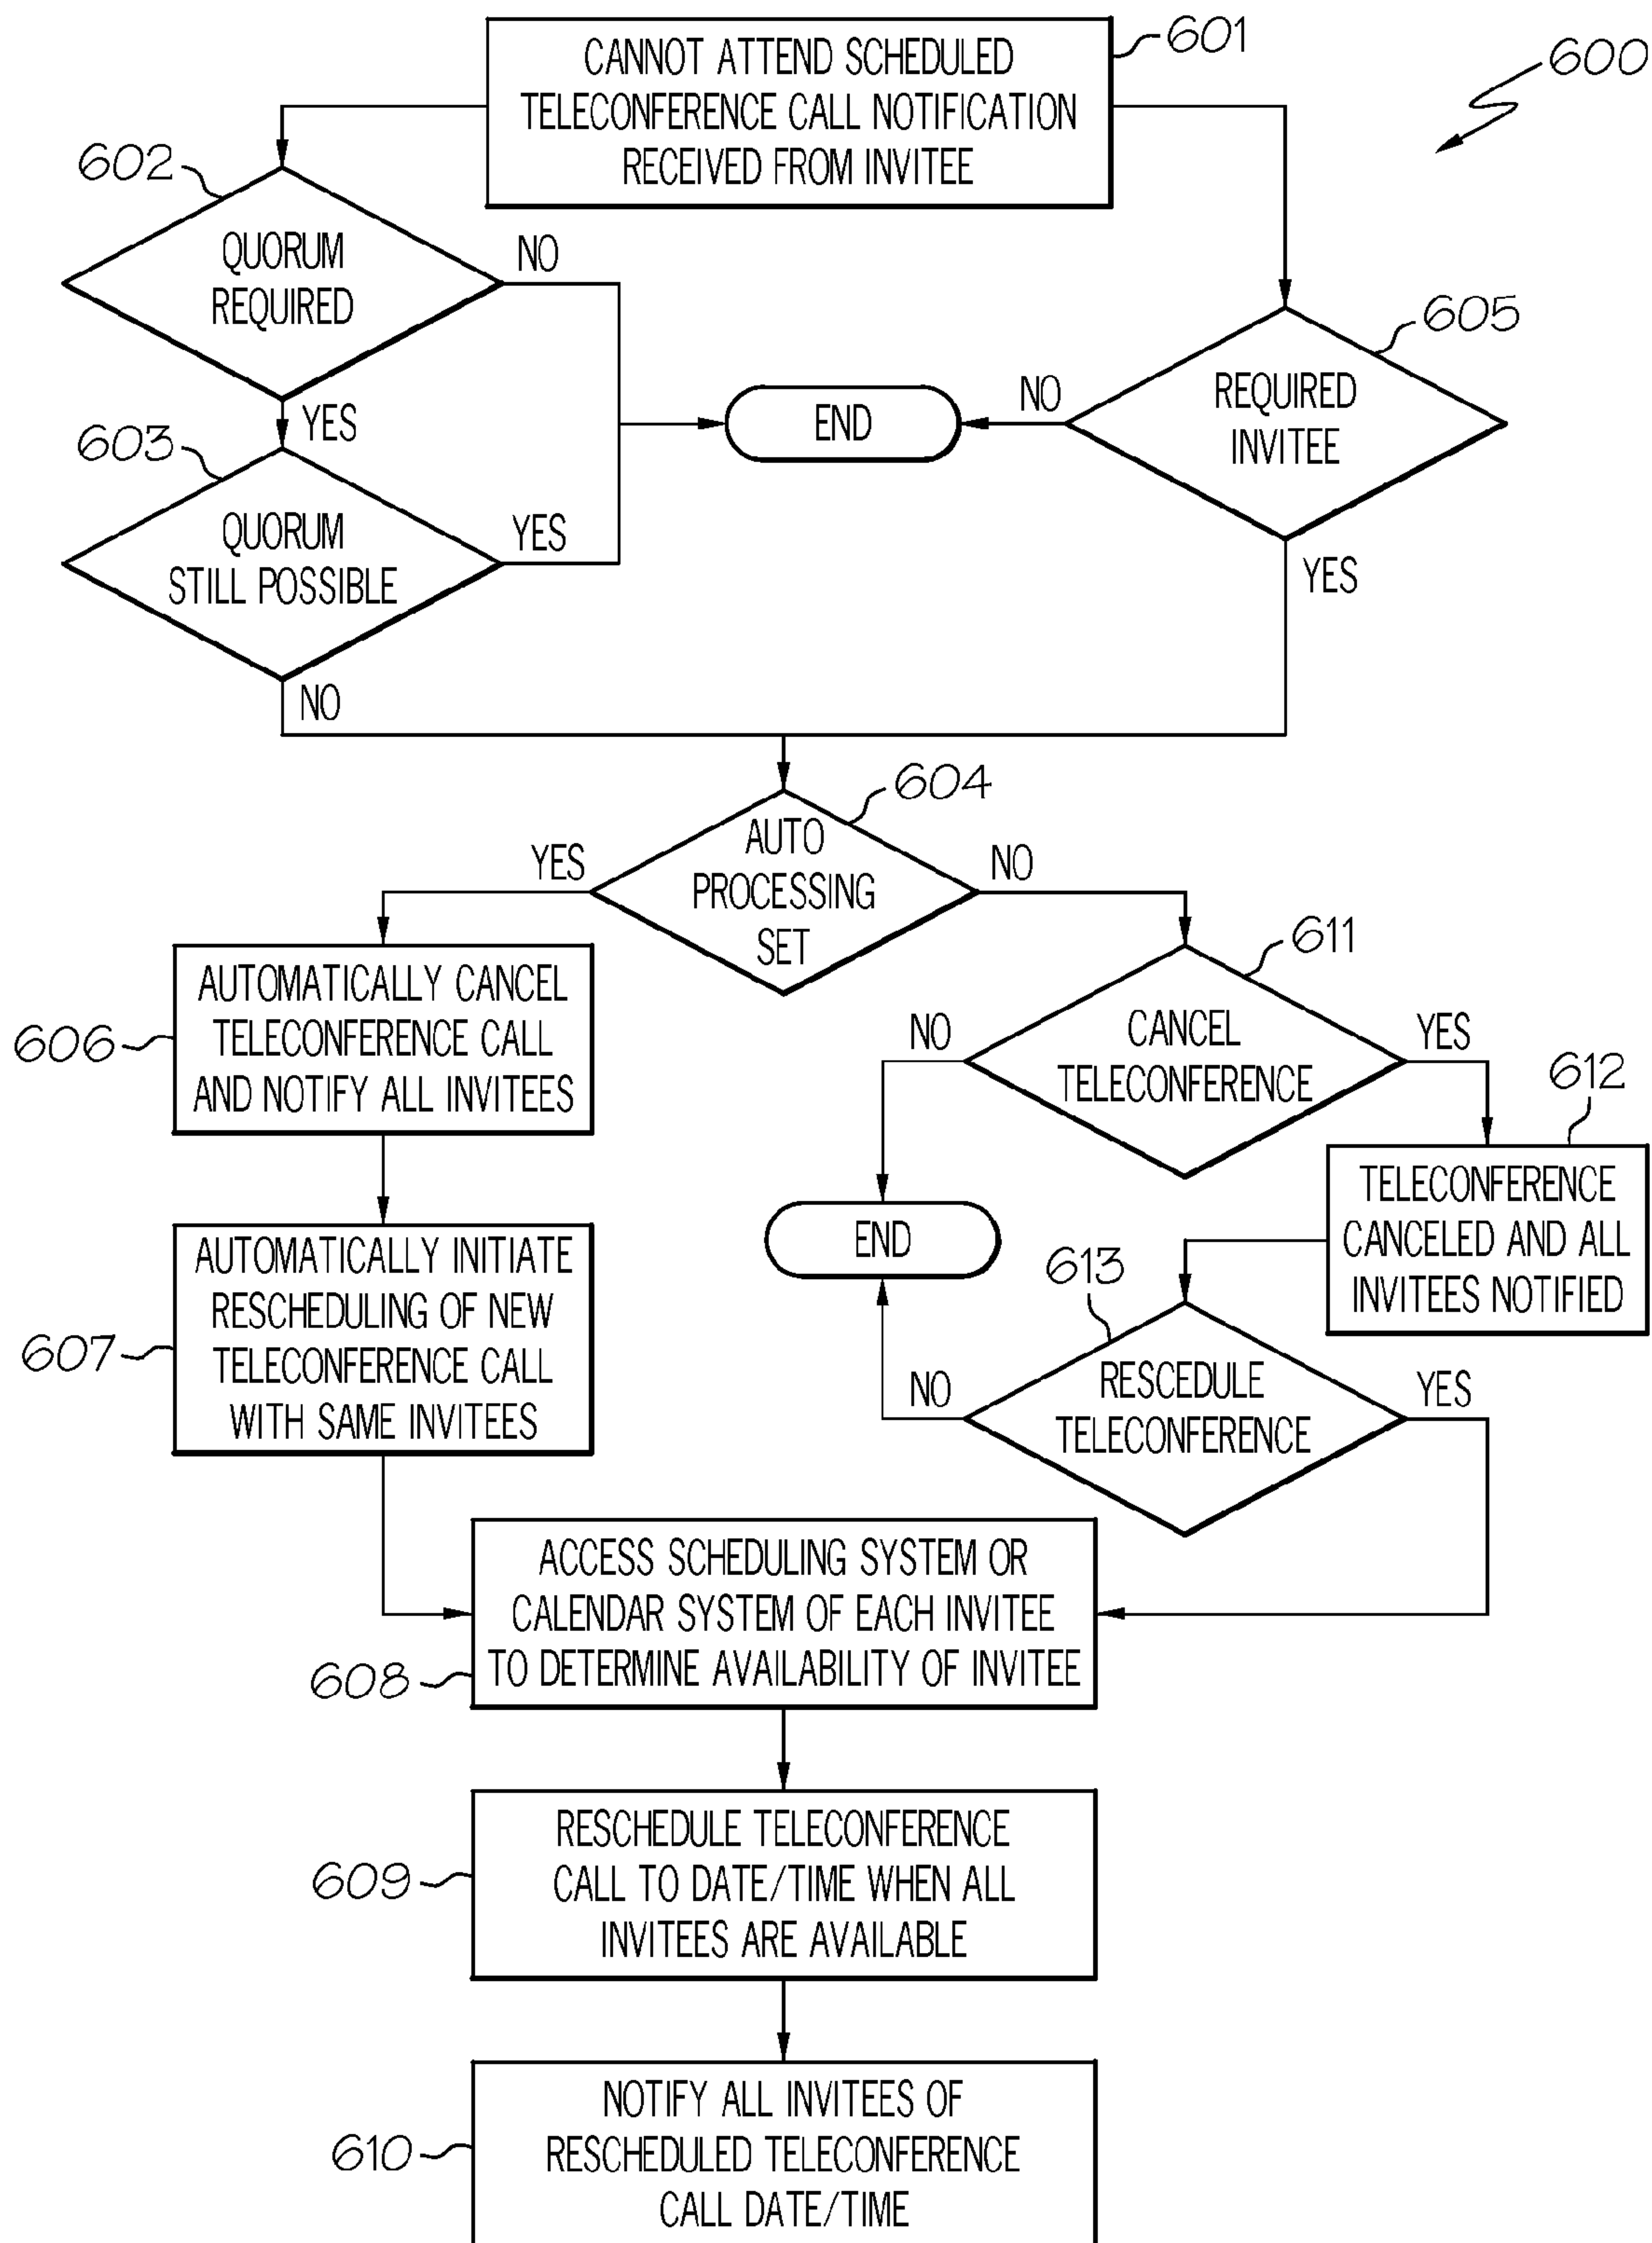 CANNOT ATTEND SCHEDULED
TELECONFERENCE CALL NOTIFICATION
RECEIVED FROM INVITEE
601
600
602
QUORUM
REQUIRED
NO
YES
605
REQUIRED
INVITEE
NO
YES
END
603
QUORUM
STILL POSSIBLE
YES
NO
604
AUTO
PROCESSING
SET
YES
NO
606
AUTOMATICALLY CANCEL
TELECONFERENCE CALL
AND NOTIFY ALL INVITEES
611
CANCEL
TELECONFERENCE
NO
YES
612
TELECONFERENCE
CANCELED AND ALL
INVITEES NOTIFIED
END
607
AUTOMATICALLY INITIATE
RESCHEDULING OF NEW
TELECONFERENCE CALL
WITH SAME INVITEES
613
RESCEDULE
TELECONFERENCE
NO
YES
608
ACCESS SCHEDULING SYSTEM OR
CALENDAR SYSTEM OF EACH INVITEE
TO DETERMINE AVAILABILITY OF INVITEE
609
RESCHEDULE TELECONFERENCE
CALL TO DATE/TIME WHEN ALL
INVITEES ARE AVAILABLE
610
NOTIFY ALL INVITEES OF
RESCHEDULED TELECONFERENCE
CALL DATE/TIME